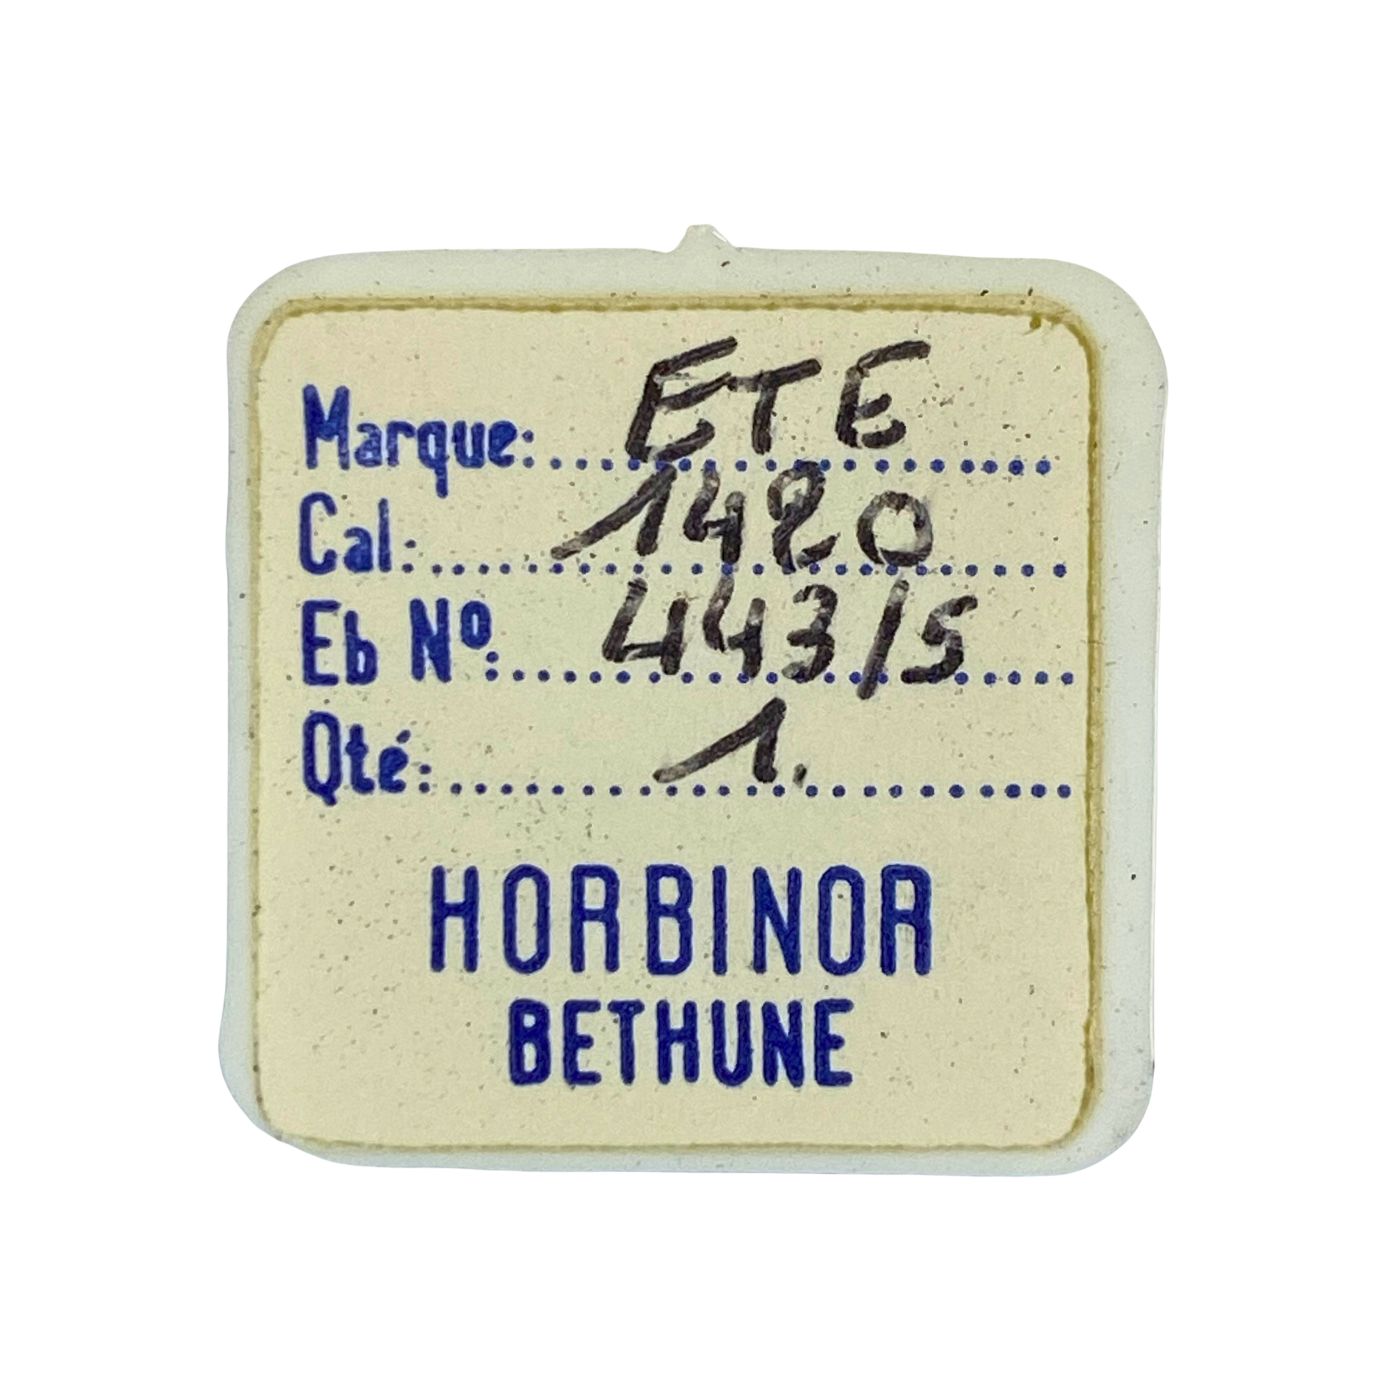 Marque: ETE
Cal: 1420
Eb Nº: 443/5
Qté: 1.
HORBINOR
BETHUNE